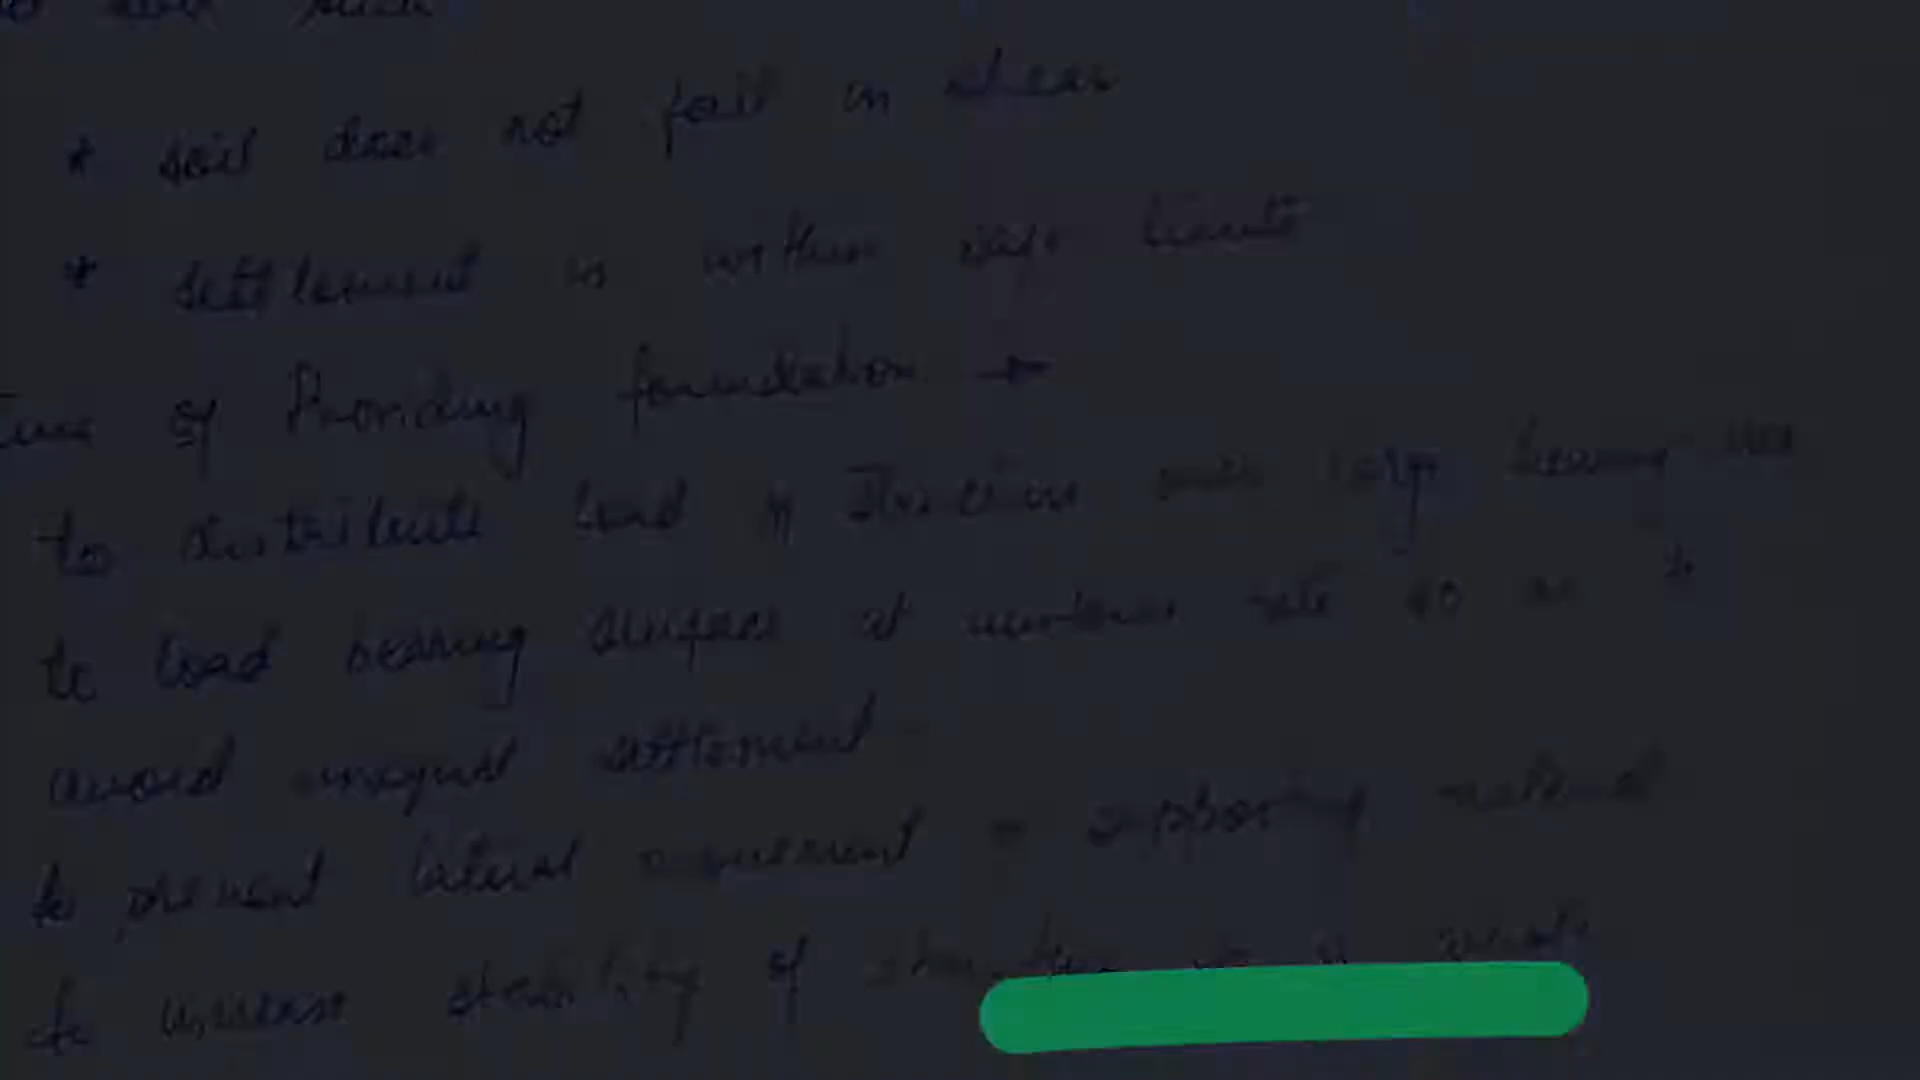 * soil does not fail in shear
* settlement is within safe limits
of Providing foundation →
to distribute load of structure over large bearing area
to load bearing surface at uniform rate so as to
avoid unequal settlement
to prevent lateral movement of supporting material
to increase stability of structure as a whole